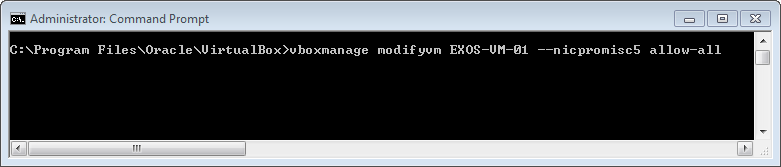 Administrator: Command Prompt
C:\Program Files\Oracle\VirtualBox>vboxmanage modifyvm EXOS-VM-01 --nicpromisc5 allow-all